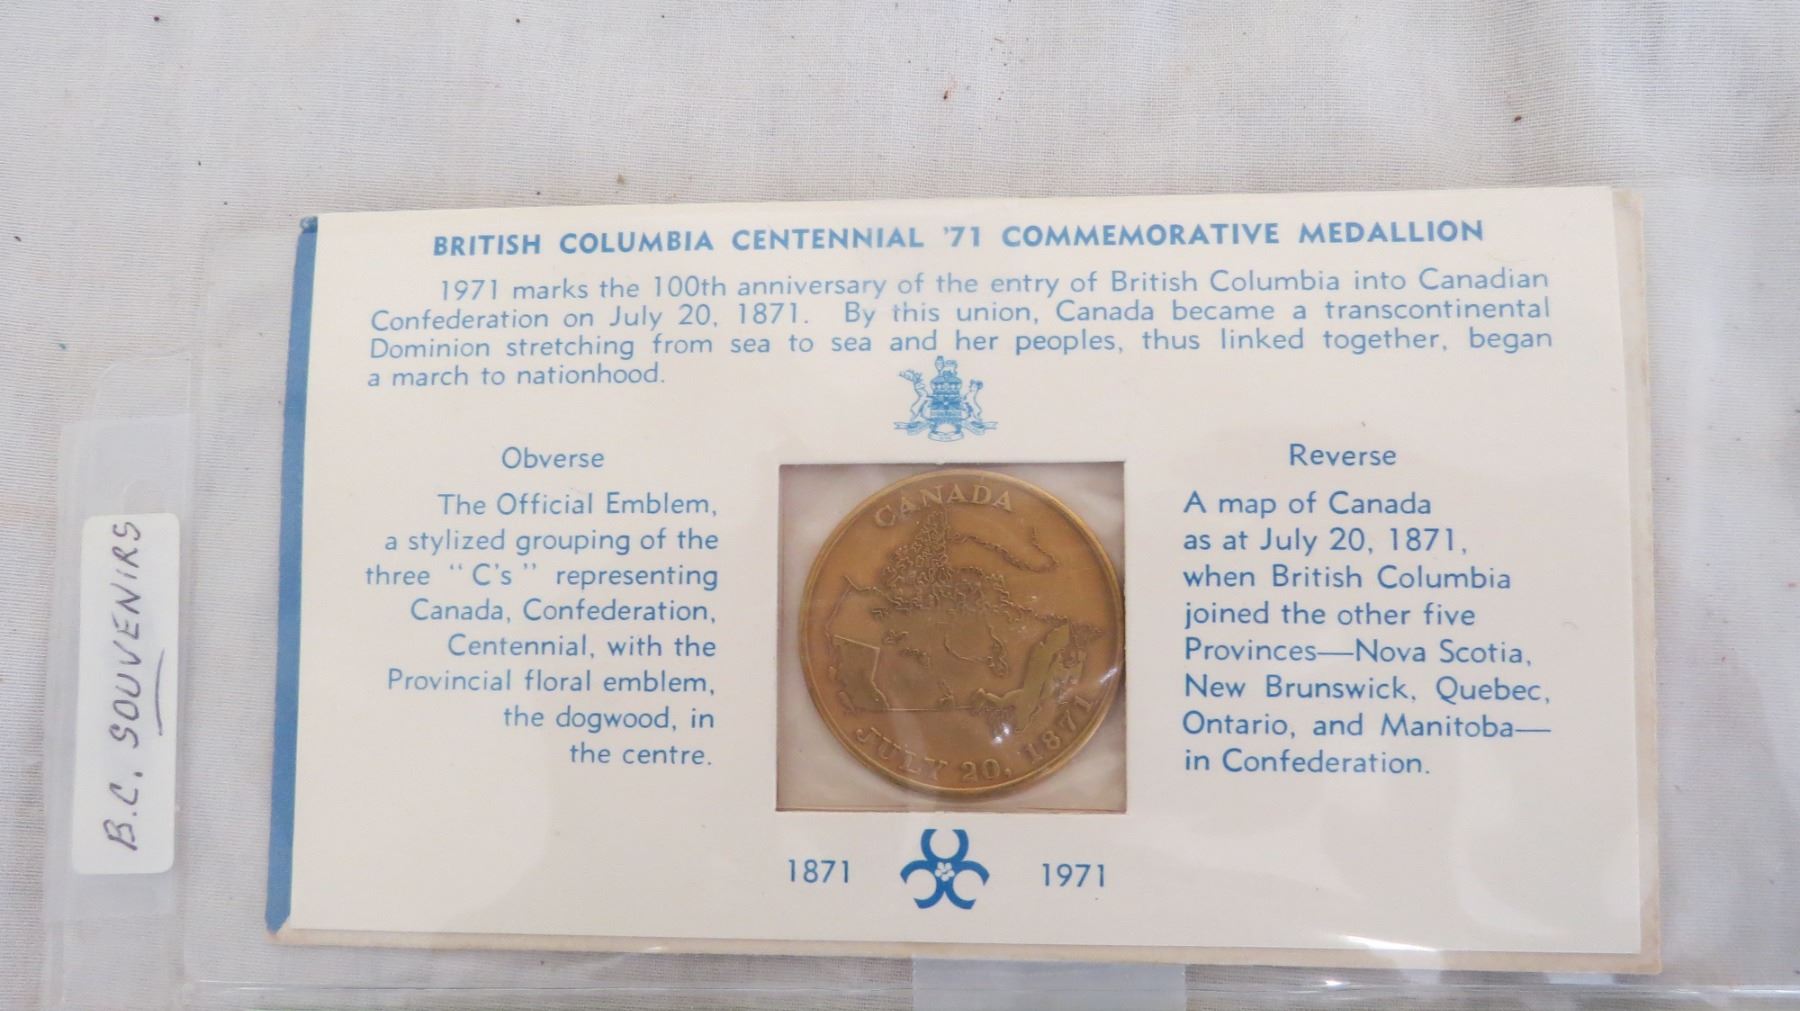 BRITISH COLUMBIA CENTENNIAL '71 COMMEMORATIVE MEDALLION
1971 marks the 100th anniversary of the entry of British Columbia into Canadian
Confederation on July 20, 1871. By this union, Canada became a transcontinental
Dominion stretching from sea to sea and her peoples, thus linked together, began
a march to nationhood.
Obverse
The Official Emblem,
a stylized grouping of the
three "C's" representing
Canada, Confederation,
Centennial, with the
Provincial floral emblem,
the dogwood, in
the centre.
CANADA
JULY 20, 1871
Reverse
A map of Canada
as at July 20, 1871,
when British Columbia
joined the other five
Provinces—Nova Scotia,
New Brunswick, Quebec,
Ontario, and Manitoba—
in Confederation.
1871 1971
B.C. SOUVENIRS